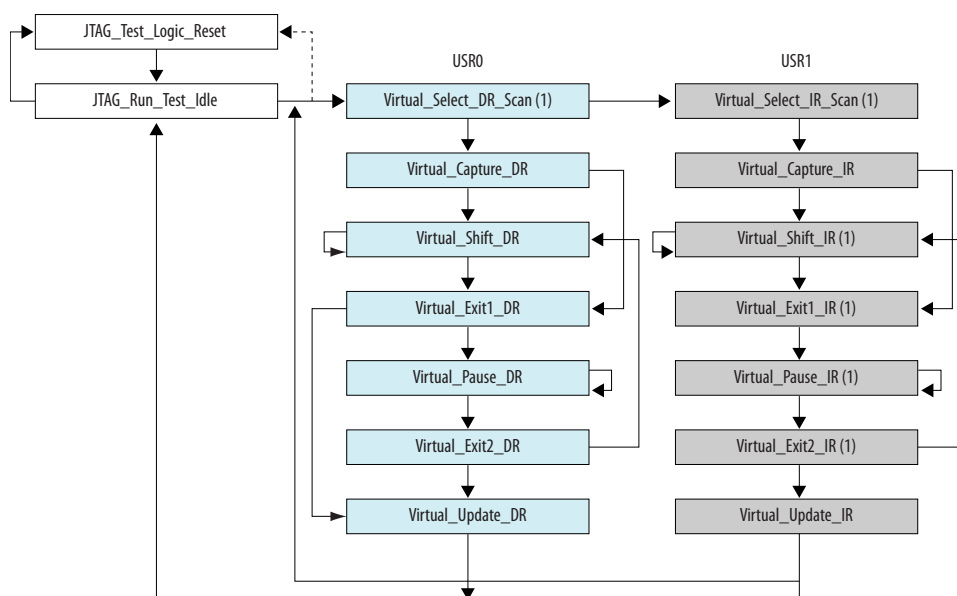 JTAG_Test_Logic_Reset
JTAG_Run_Test_Idle
USR0
Virtual_Select_DR_Scan (1)
Virtual_Capture_DR
Virtual_Shift_DR
Virtual_Exit1_DR
Virtual_Pause_DR
Virtual_Exit2_DR
Virtual_Update_DR
USR1
Virtual_Select_IR_Scan (1)
Virtual_Capture_IR
Virtual_Shift_IR (1)
Virtual_Exit1_IR (1)
Virtual_Pause_IR (1)
Virtual_Exit2_IR (1)
Virtual_Update_IR